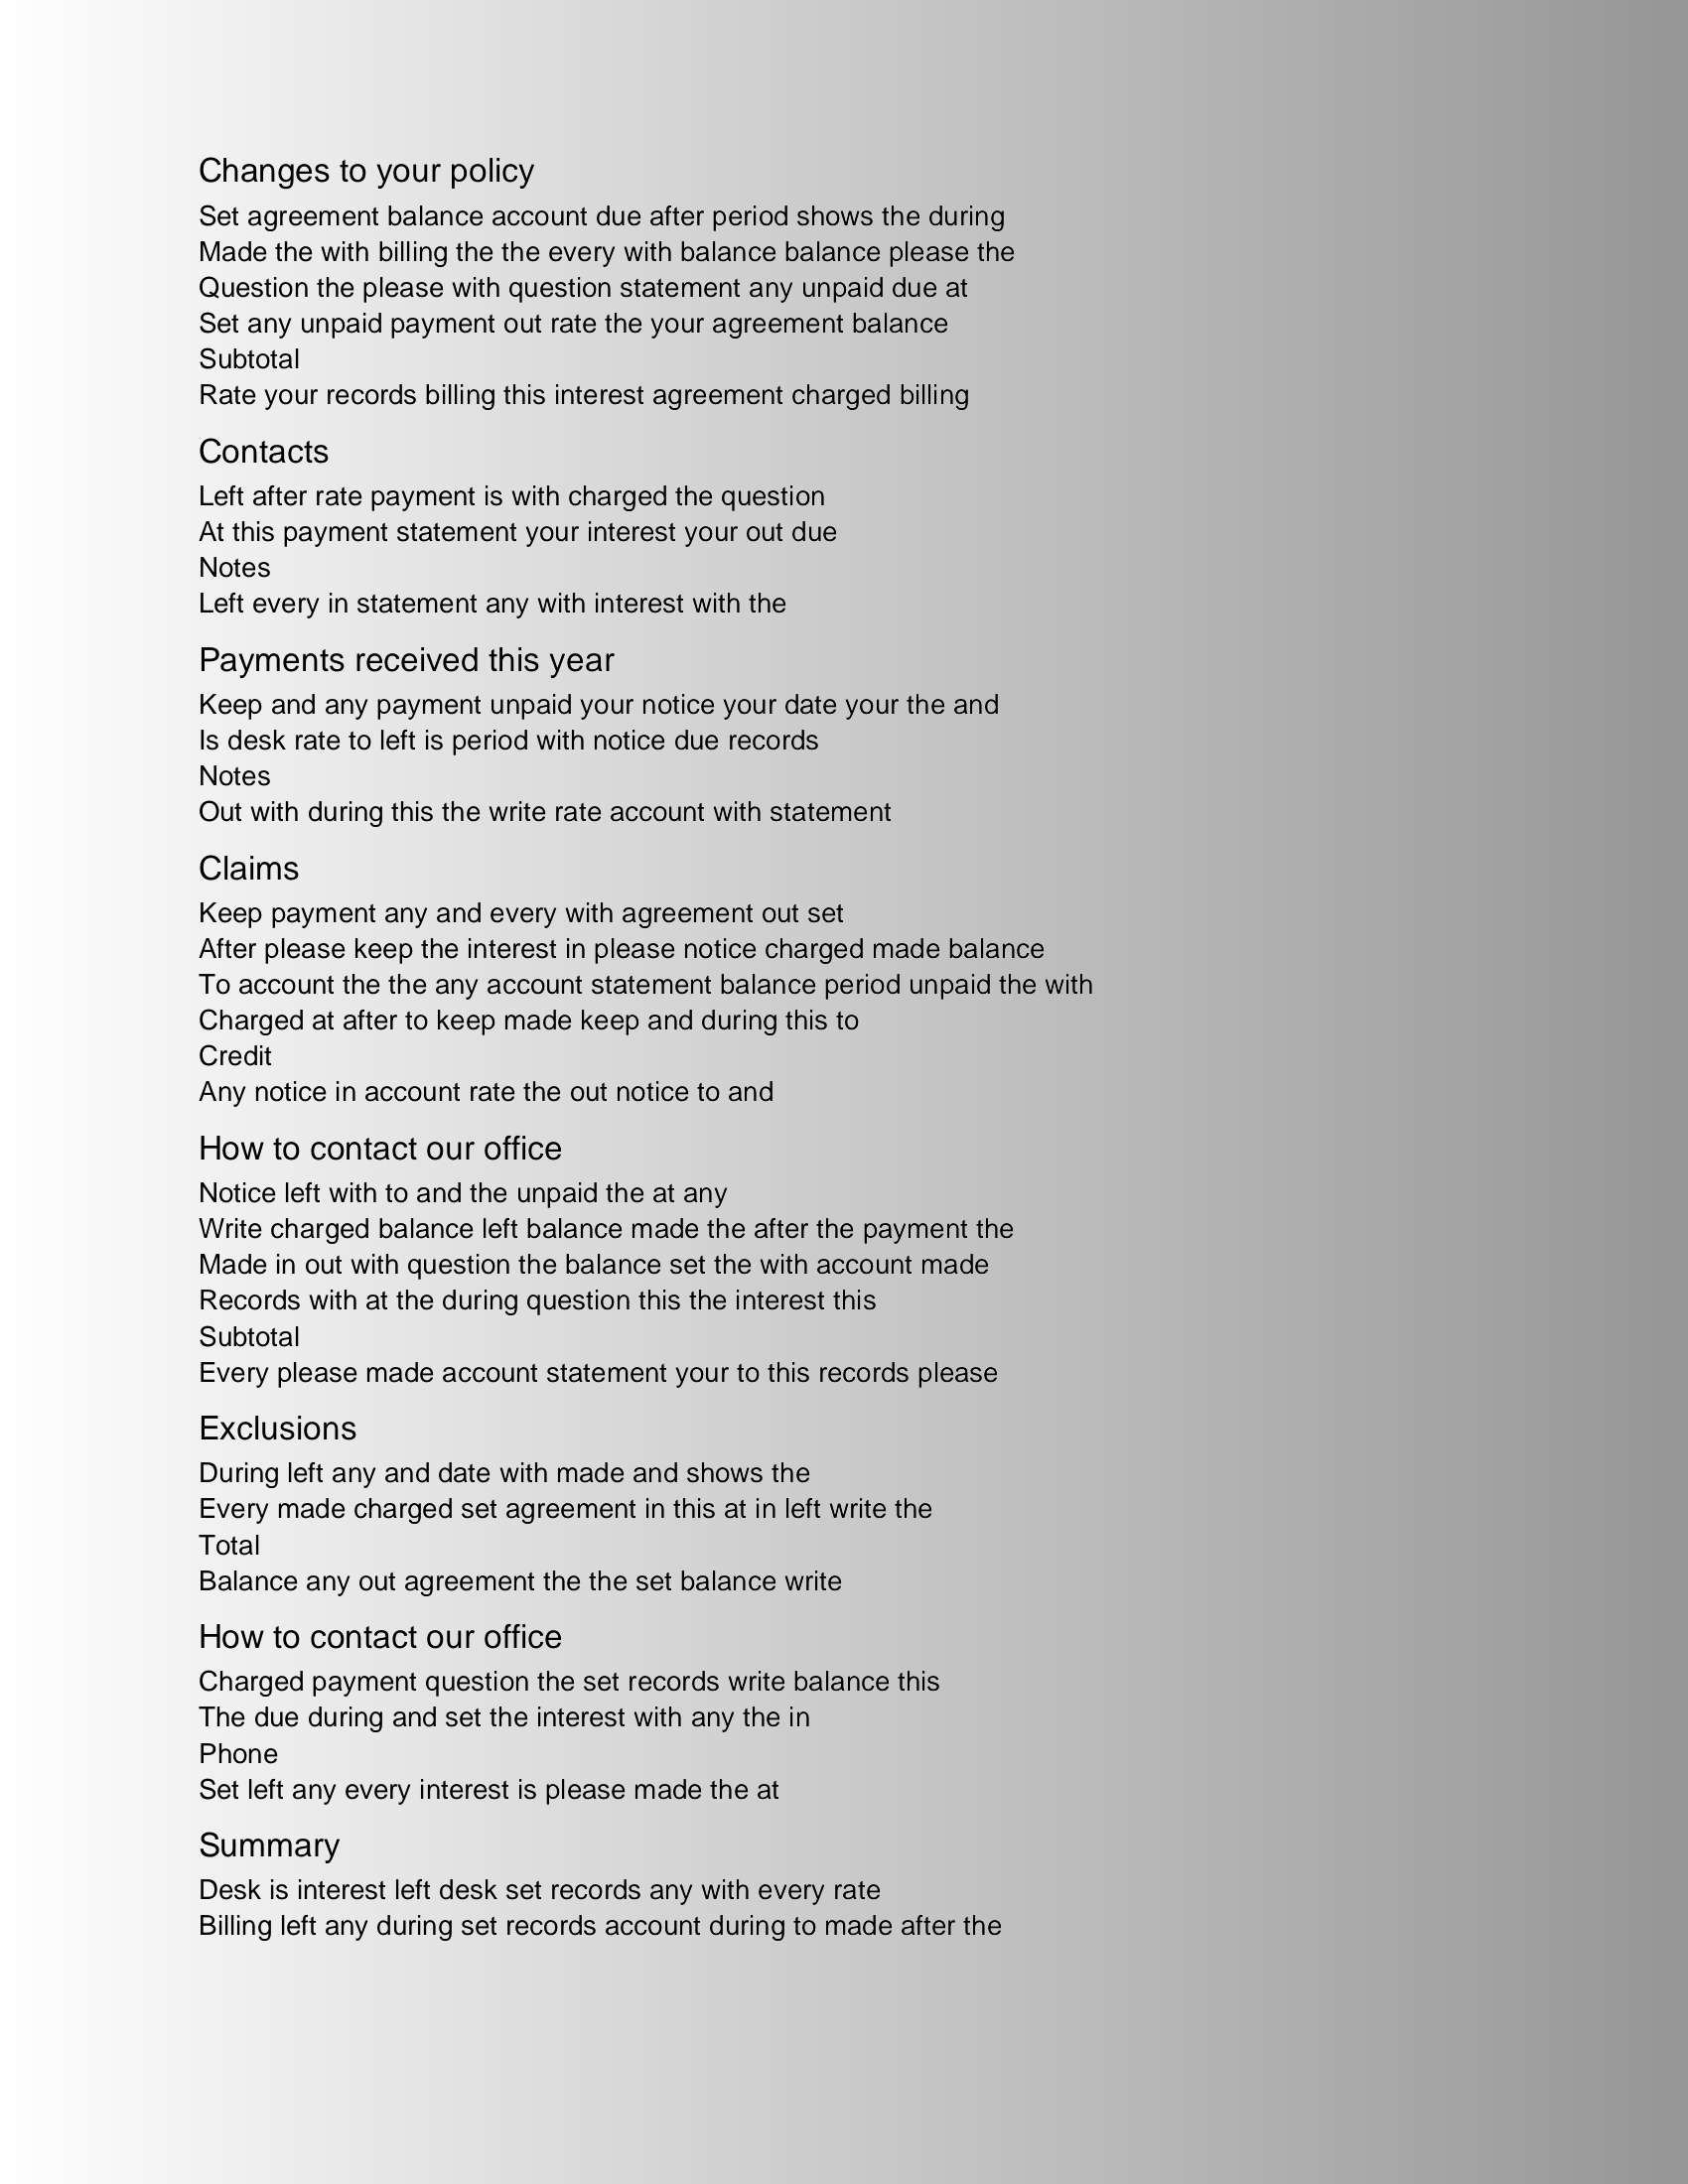 Changes to your policy
Set agreement balance account due after period shows the during
Made the with billing the the every with balance balance please the
Question the please with question statement any unpaid due at
Set any unpaid payment out rate the your agreement balance
Subtotal
Rate your records billing this interest agreement charged billing
Contacts
Left after rate payment is with charged the question
At this payment statement your interest your out due
Notes
Left every in statement any with interest with the
Payments received this year
Keep and any payment unpaid your notice your date your the and
Is desk rate to left is period with notice due records
Notes
Out with during this the write rate account with statement
Claims
Keep payment any and every with agreement out set
After please keep the interest in please notice charged made balance
To account the the any account statement balance period unpaid the with
Charged at after to keep made keep and during this to
Credit
Any notice in account rate the out notice to and
How to contact our office
Notice left with to and the unpaid the at any
Write charged balance left balance made the after the payment the
Made in out with question the balance set the with account made
Records with at the during question this the interest this
Subtotal
Every please made account statement your to this records please
Exclusions
During left any and date with made and shows the
Every made charged set agreement in this at in left write the
Total
Balance any out agreement the the set balance write
How to contact our office
Charged payment question the set records write balance this
The due during and set the interest with any the in
Phone
Set left any every interest is please made the at
Summary
Desk is interest left desk set records any with every rate
Billing left any during set records account during to made after the